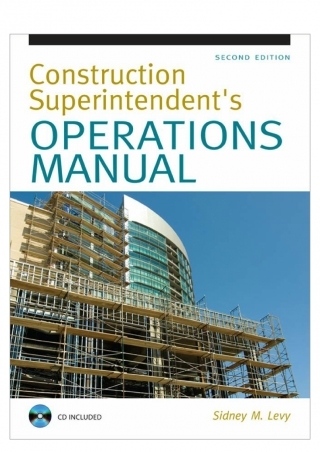 SECOND EDITION
Construction
Superintendent's
OPERATIONS
MANUAL
CD INCLUDED
Sidney M. Levy